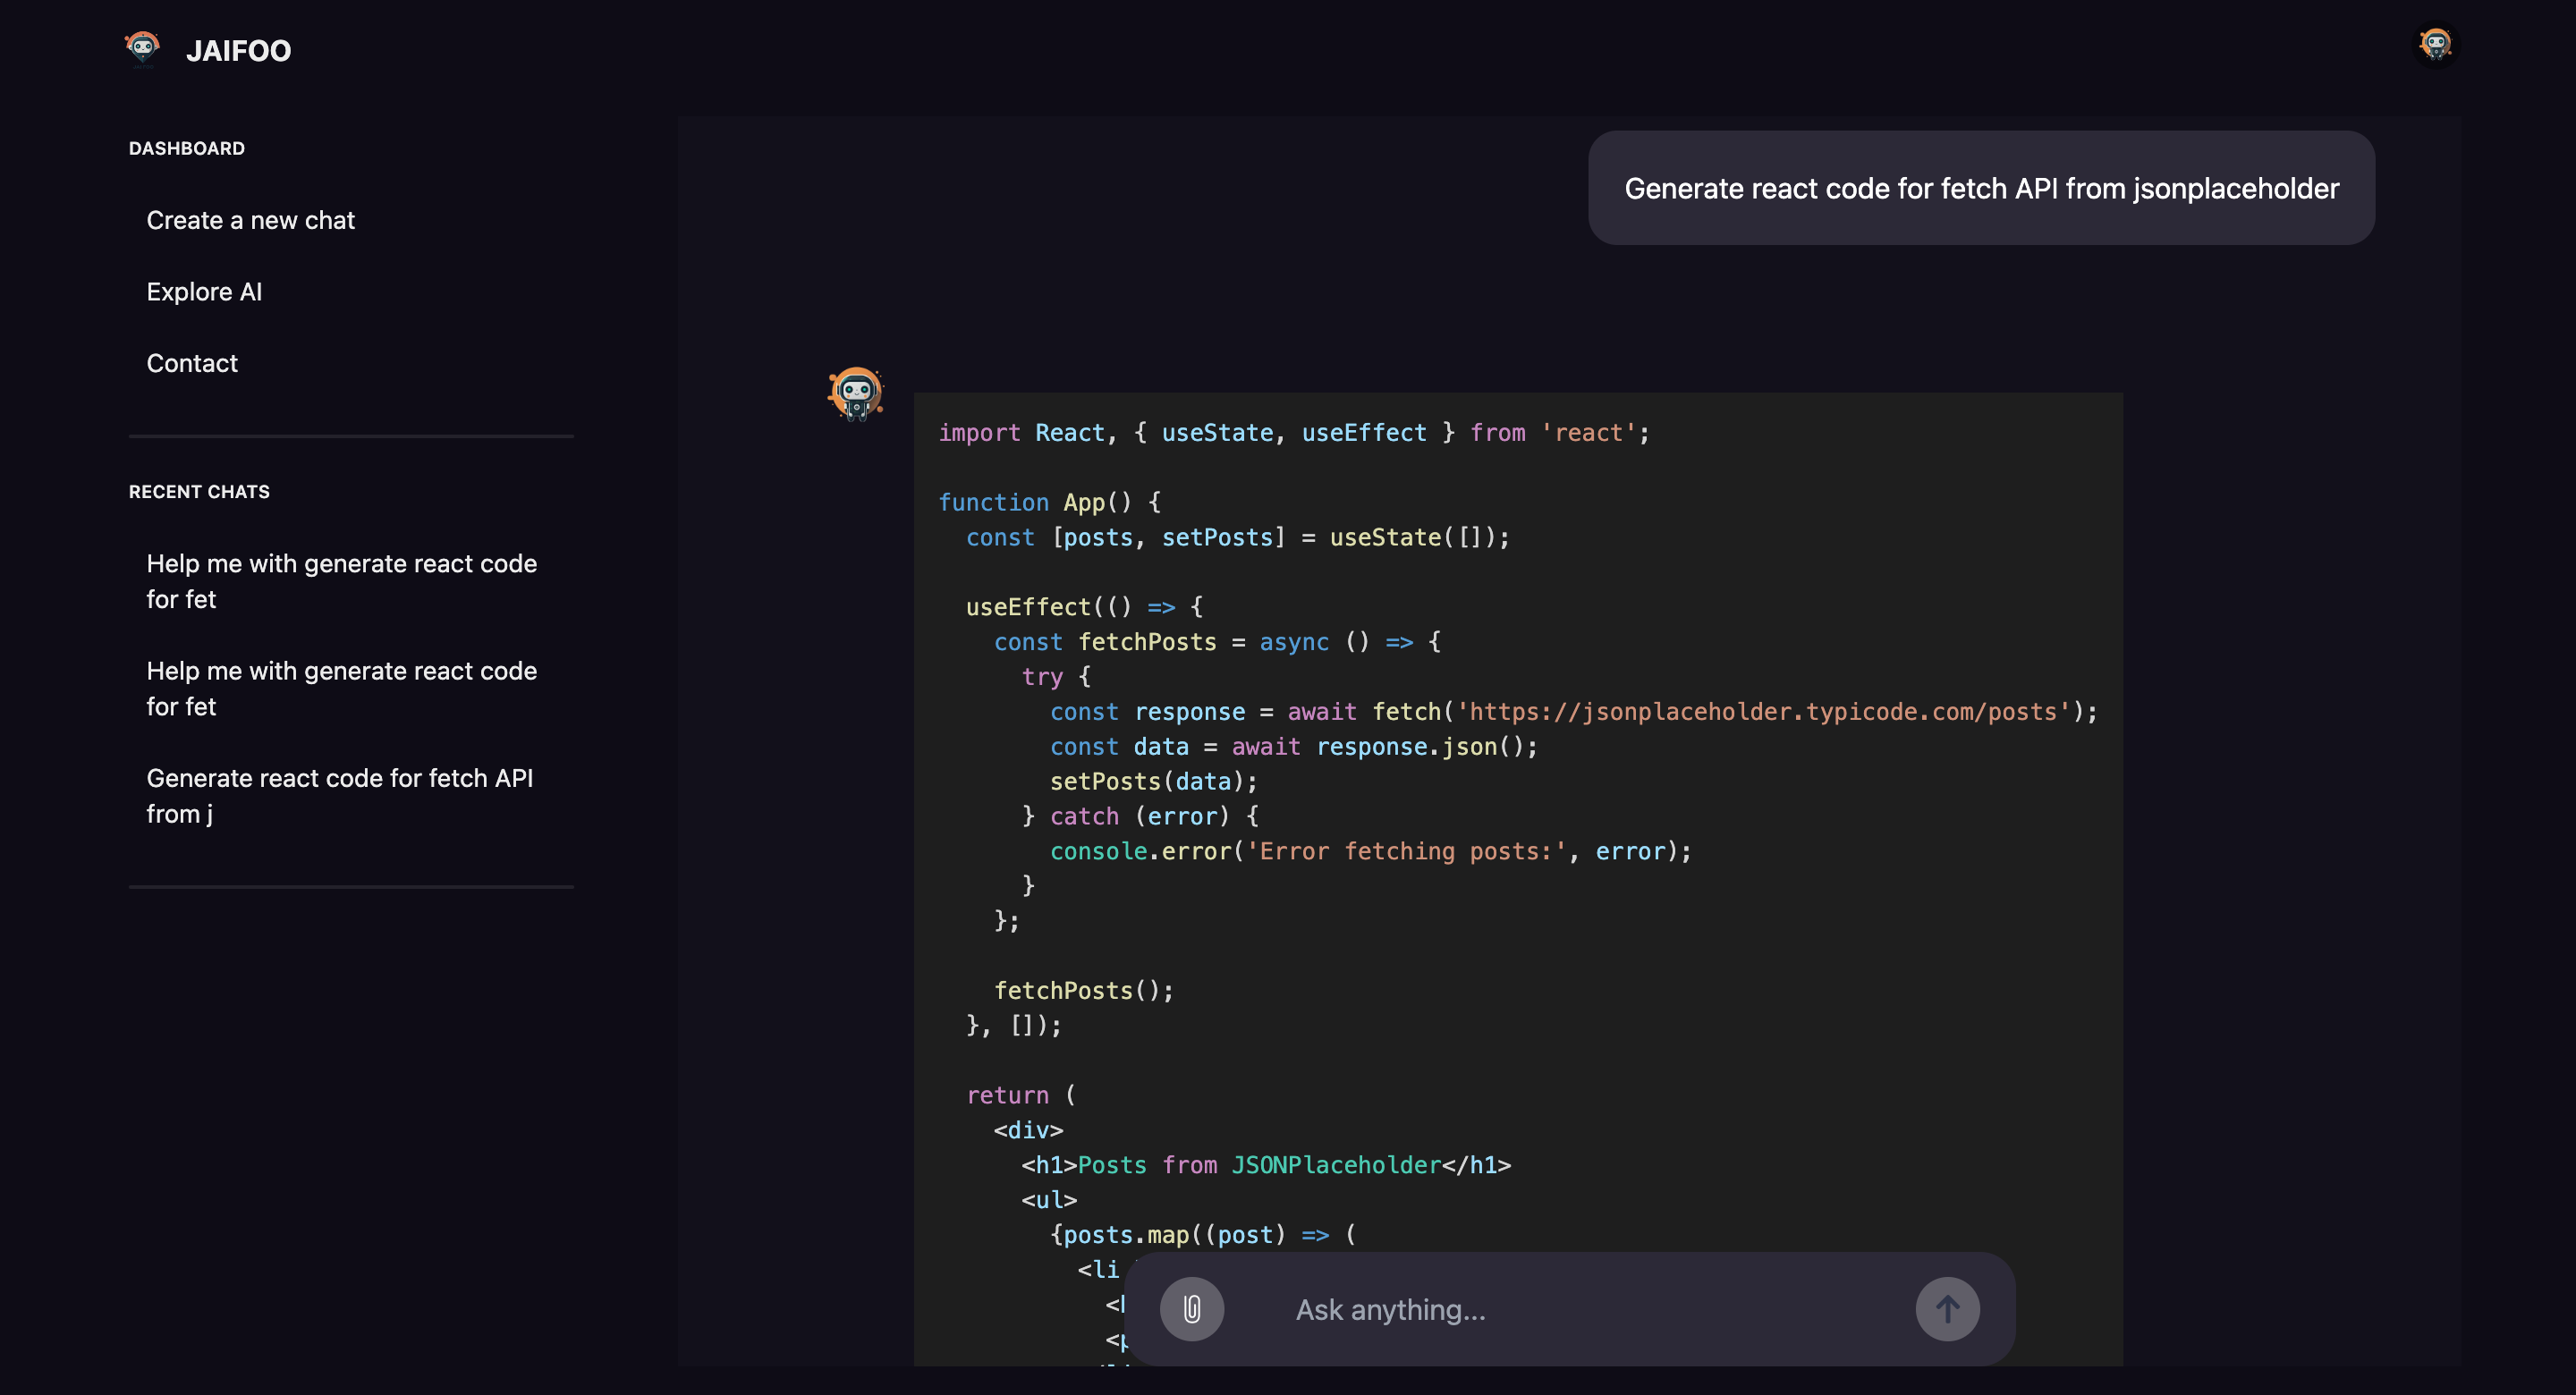 JAIFOO
DASHBOARD
Create a new chat
Explore AI
Contact
RECENT CHATS
Help me with generate react code
for fet
Help me with generate react code
for fet
Generate react code for fetch API
from j
Generate react code for fetch API from jsonplaceholder
import React, { useState, useEffect } from 'react';
function App() {
  const [posts, setPosts] = useState([]);
  useEffect(() => {
    const fetchPosts = async () => {
      try {
        const response = await fetch('https://jsonplaceholder.typicode.com/posts');
        const data = await response.json();
        setPosts(data);
      } catch (error) {
        console.error('Error fetching posts:', error);
      }
    };
    fetchPosts();
  }, []);
  return (
    <div>
      <h1>Posts from JSONPlaceholder</h1>
      <ul>
        {posts.map((post) => (
          <li
Ask anything...